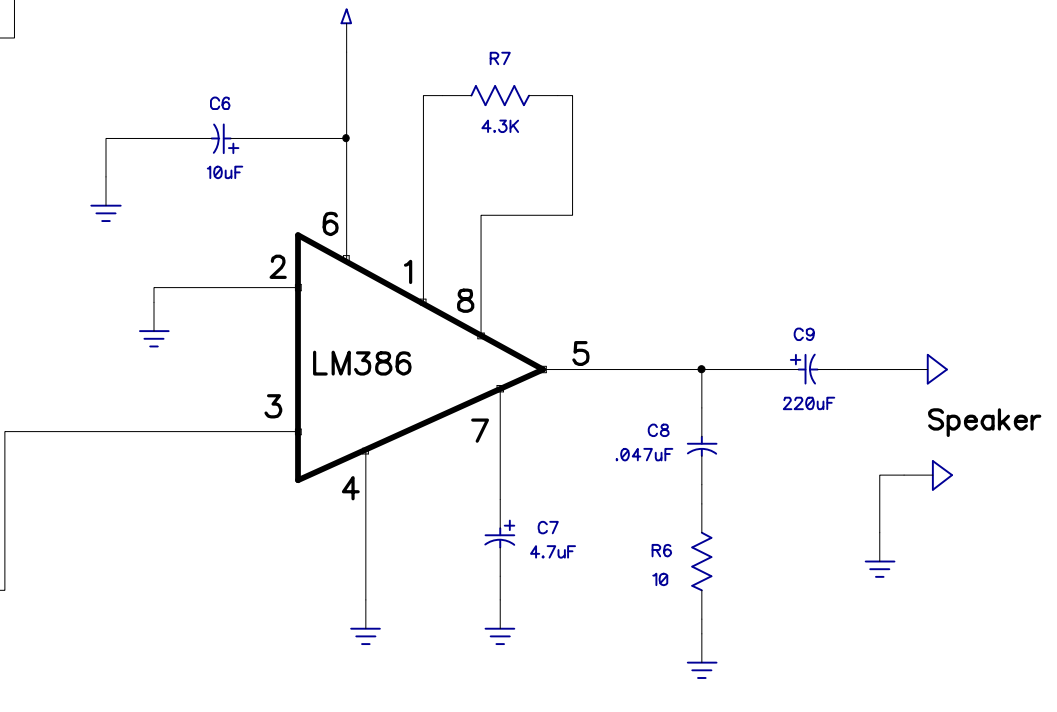 R7
4.3K
C6
+
10uF
6
2
1
8
LM386
5
3
7
4
C9
+
220uF
Speaker
C8
.047uF
+
C7
4.7uF
R6
10